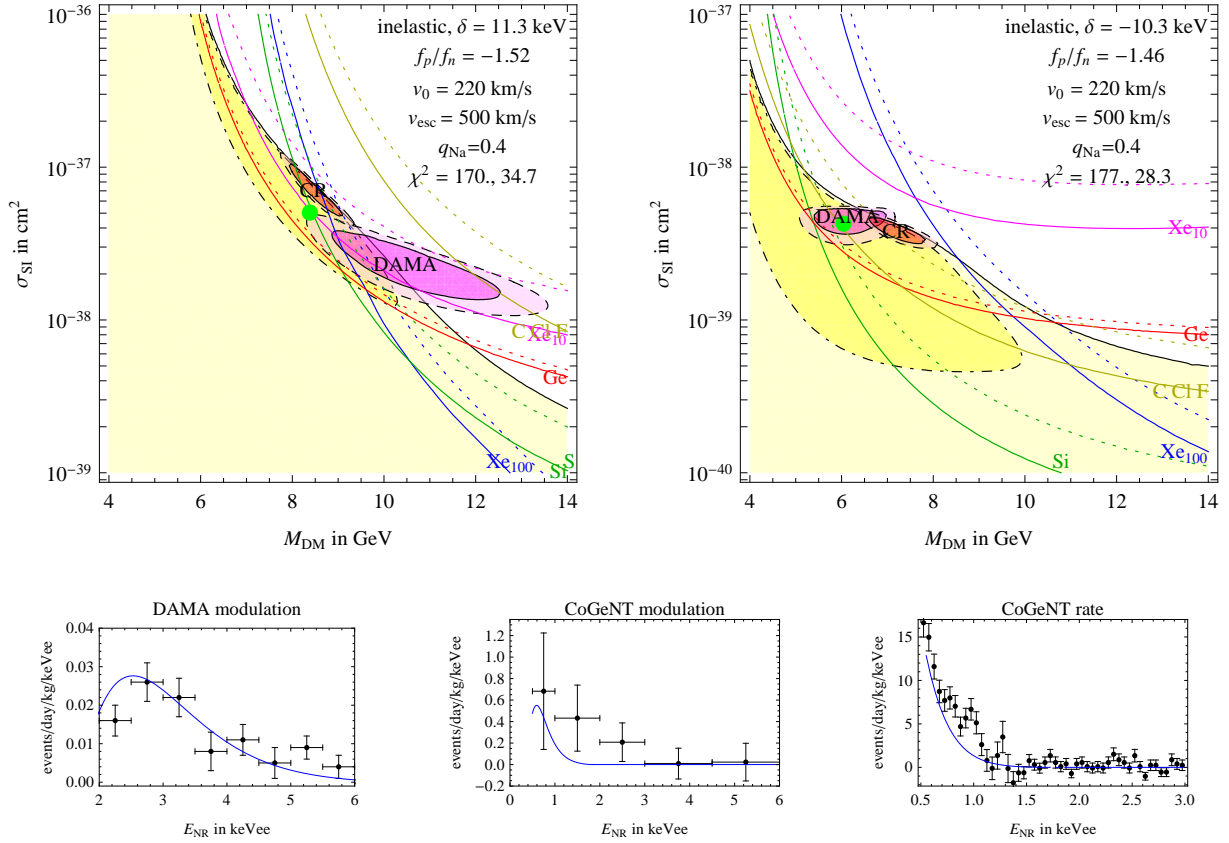 inelastic, δ = 11.3 keV
f_p/f_n = −1.52
v_0 = 220 km/s
v_esc = 500 km/s
q_Na=0.4
χ² = 170., 34.7
CR
DAMA
C Cl F
Xe_10
Ge
Xe_100
S
Si
10^−36
10^−37
10^−38
10^−39
σ_SI in cm²
4 6 8 10 12 14
M_DM in GeV
inelastic, δ = −10.3 keV
f_p/f_n = −1.46
v_0 = 220 km/s
v_esc = 500 km/s
q_Na=0.4
χ² = 177., 28.3
DAMA
CR
Xe_10
Ge
C Cl F
Xe_100
Si
10^−37
10^−38
10^−39
10^−40
σ_SI in cm²
4 6 8 10 12 14
M_DM in GeV
DAMA modulation
events/day/kg/keVee
0.04
0.03
0.02
0.01
0.00
2 3 4 5 6
E_NR in keVee
CoGeNT modulation
events/day/kg/keVee
1.2
1.0
0.8
0.6
0.4
0.2
0.0
−0.2
0 1 2 3 4 5 6
E_NR in keVee
CoGeNT rate
events/day/kg/keVee
15
10
5
0
0.5 1.0 1.5 2.0 2.5 3.0
E_NR in keVee